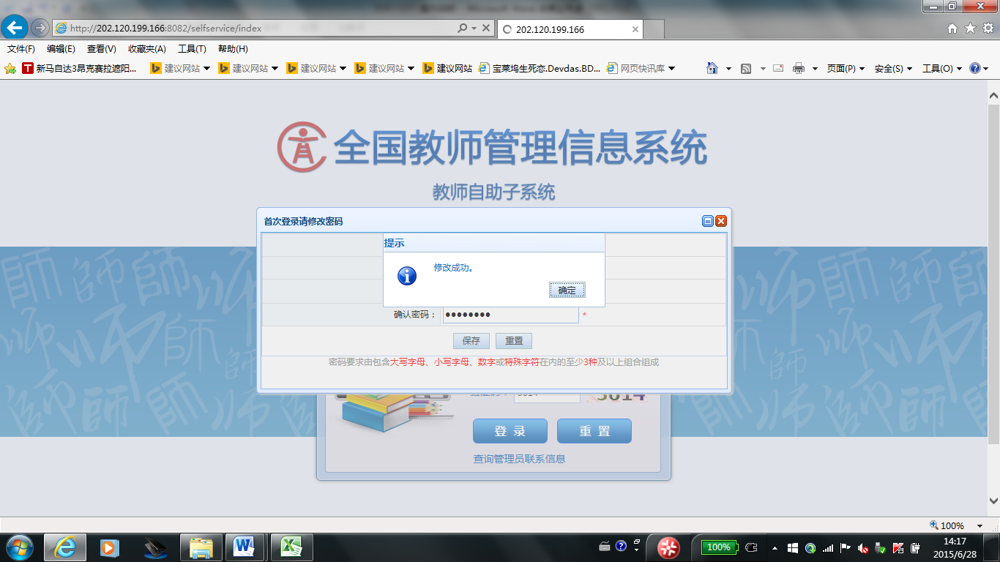 http://202.120.199.166:8082/selfservice/index
202.120.199.166
文件(F) 编辑(E) 查看(V) 收藏夹(A) 工具(T) 帮助(H)
新马自达3昂克赛拉遮阳... 建议网站 建议网站 建议网站 建议网站 建议网站 宝莱坞生死恋.Devdas.BD... 网页快讯库 页面(P) 安全(S) 工具(O)
全国教师管理信息系统
教师自助子系统
首次登录请修改密码
提示
修改成功。
确定
确认密码： *
保存 重置
密码要求由包含大写字母、小写字母、数字或特殊字符在内的至少3种及以上组合组成
登 录 重 置
查询管理员联系信息
100%
100%
14:17
2015/6/28